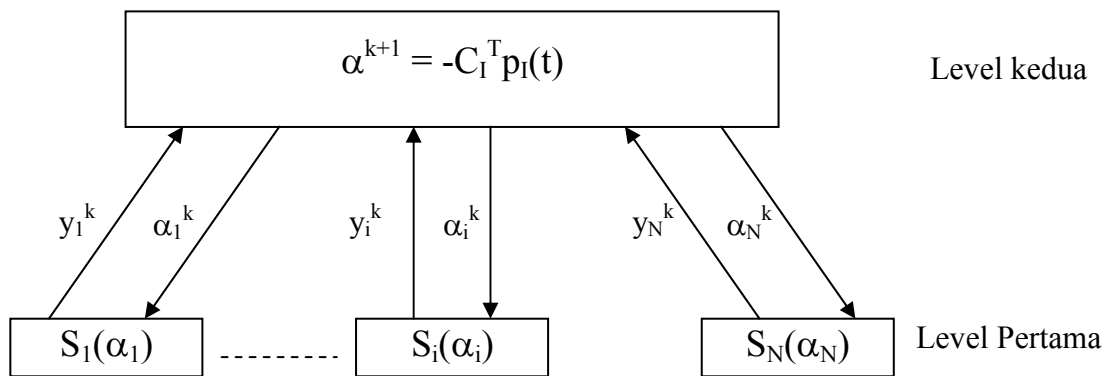 α^{k+1} = -C_I^T p_I(t)
Level kedua
y_1^k α_1^k y_i^k α_i^k y_N^k α_N^k
S_1(α_1) S_i(α_i) S_N(α_N) Level Pertama